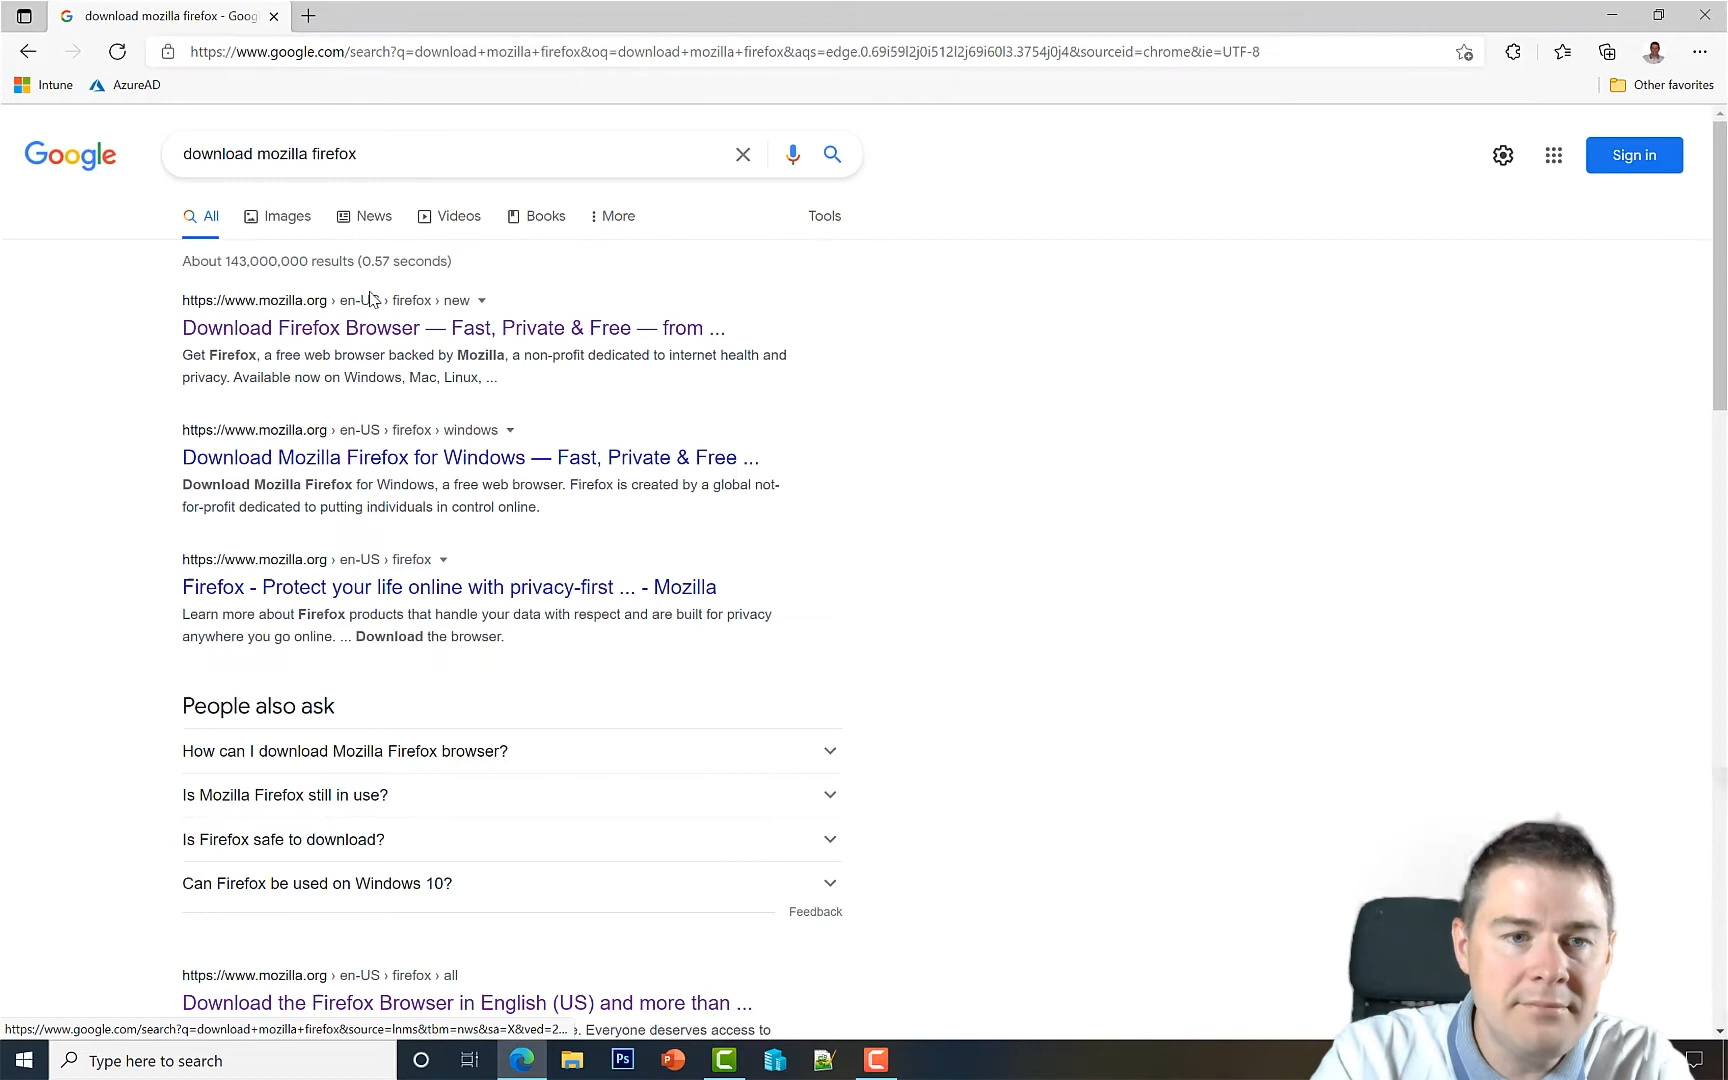 download mozilla firefox - Goog
https://www.google.com/search?q=download+mozilla+firefox&oq=download+mozilla+firefox&aqs=edge.0.69i59l2j0i512l2j69i60l3.3754j0j4&sourceid=chrome&ie=UTF-8
Intune AzureAD Other favorites
Google download mozilla firefox Sign in
All Images News Videos Books More Tools
About 143,000,000 results (0.57 seconds)
https://www.mozilla.org › en-US › firefox › new
Download Firefox Browser — Fast, Private & Free — from ...
Get Firefox, a free web browser backed by Mozilla, a non-profit dedicated to internet health and
privacy. Available now on Windows, Mac, Linux, ...
https://www.mozilla.org › en-US › firefox › windows
Download Mozilla Firefox for Windows — Fast, Private & Free ...
Download Mozilla Firefox for Windows, a free web browser. Firefox is created by a global not-
for-profit dedicated to putting individuals in control online.
https://www.mozilla.org › en-US › firefox
Firefox - Protect your life online with privacy-first ... - Mozilla
Learn more about Firefox products that handle your data with respect and are built for privacy
anywhere you go online. ... Download the browser.
People also ask
How can I download Mozilla Firefox browser?
Is Mozilla Firefox still in use?
Is Firefox safe to download?
Can Firefox be used on Windows 10?
Feedback
https://www.mozilla.org › en-US › firefox › all
Download the Firefox Browser in English (US) and more than ...
https://www.google.com/search?q=download+mozilla+firefox&source=lnms&tbm=nws&sa=X&ved=2... . Everyone deserves access to
Type here to search Ps